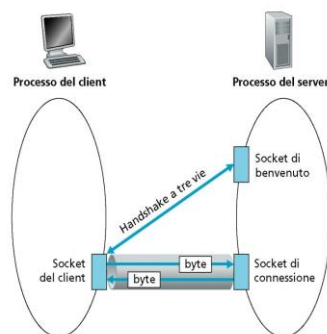 Processo del client
Processo del server
Socket di
benvenuto
Handshake a tre vie
Socket
del client
byte
byte
Socket di
connessione